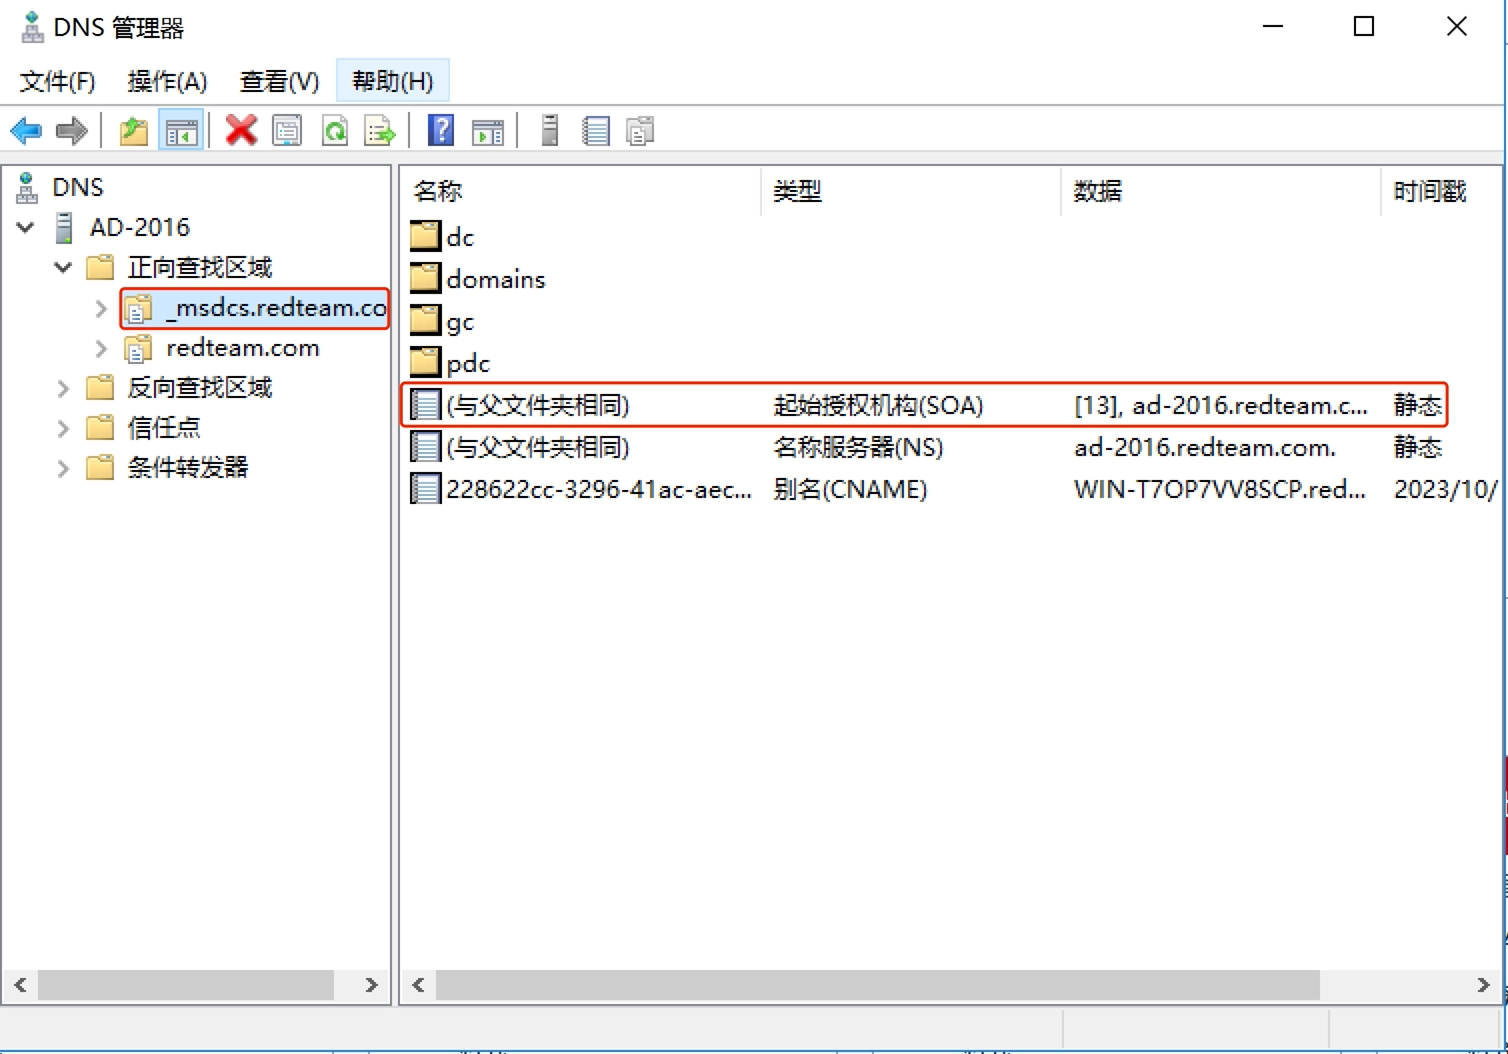 DNS 管理器
文件(F) 操作(A) 查看(V) 帮助(H)
DNS
AD-2016
正向查找区域
_msdcs.redteam.co
redteam.com
反向查找区域
信任点
条件转发器
名称 类型 数据 时间戳
dc
domains
gc
pdc
(与父文件夹相同) 起始授权机构(SOA) [13], ad-2016.redteam.c... 静态
(与父文件夹相同) 名称服务器(NS) ad-2016.redteam.com. 静态
228622cc-3296-41ac-aec... 别名(CNAME) WIN-T7OP7VV8SCP.red... 2023/10/